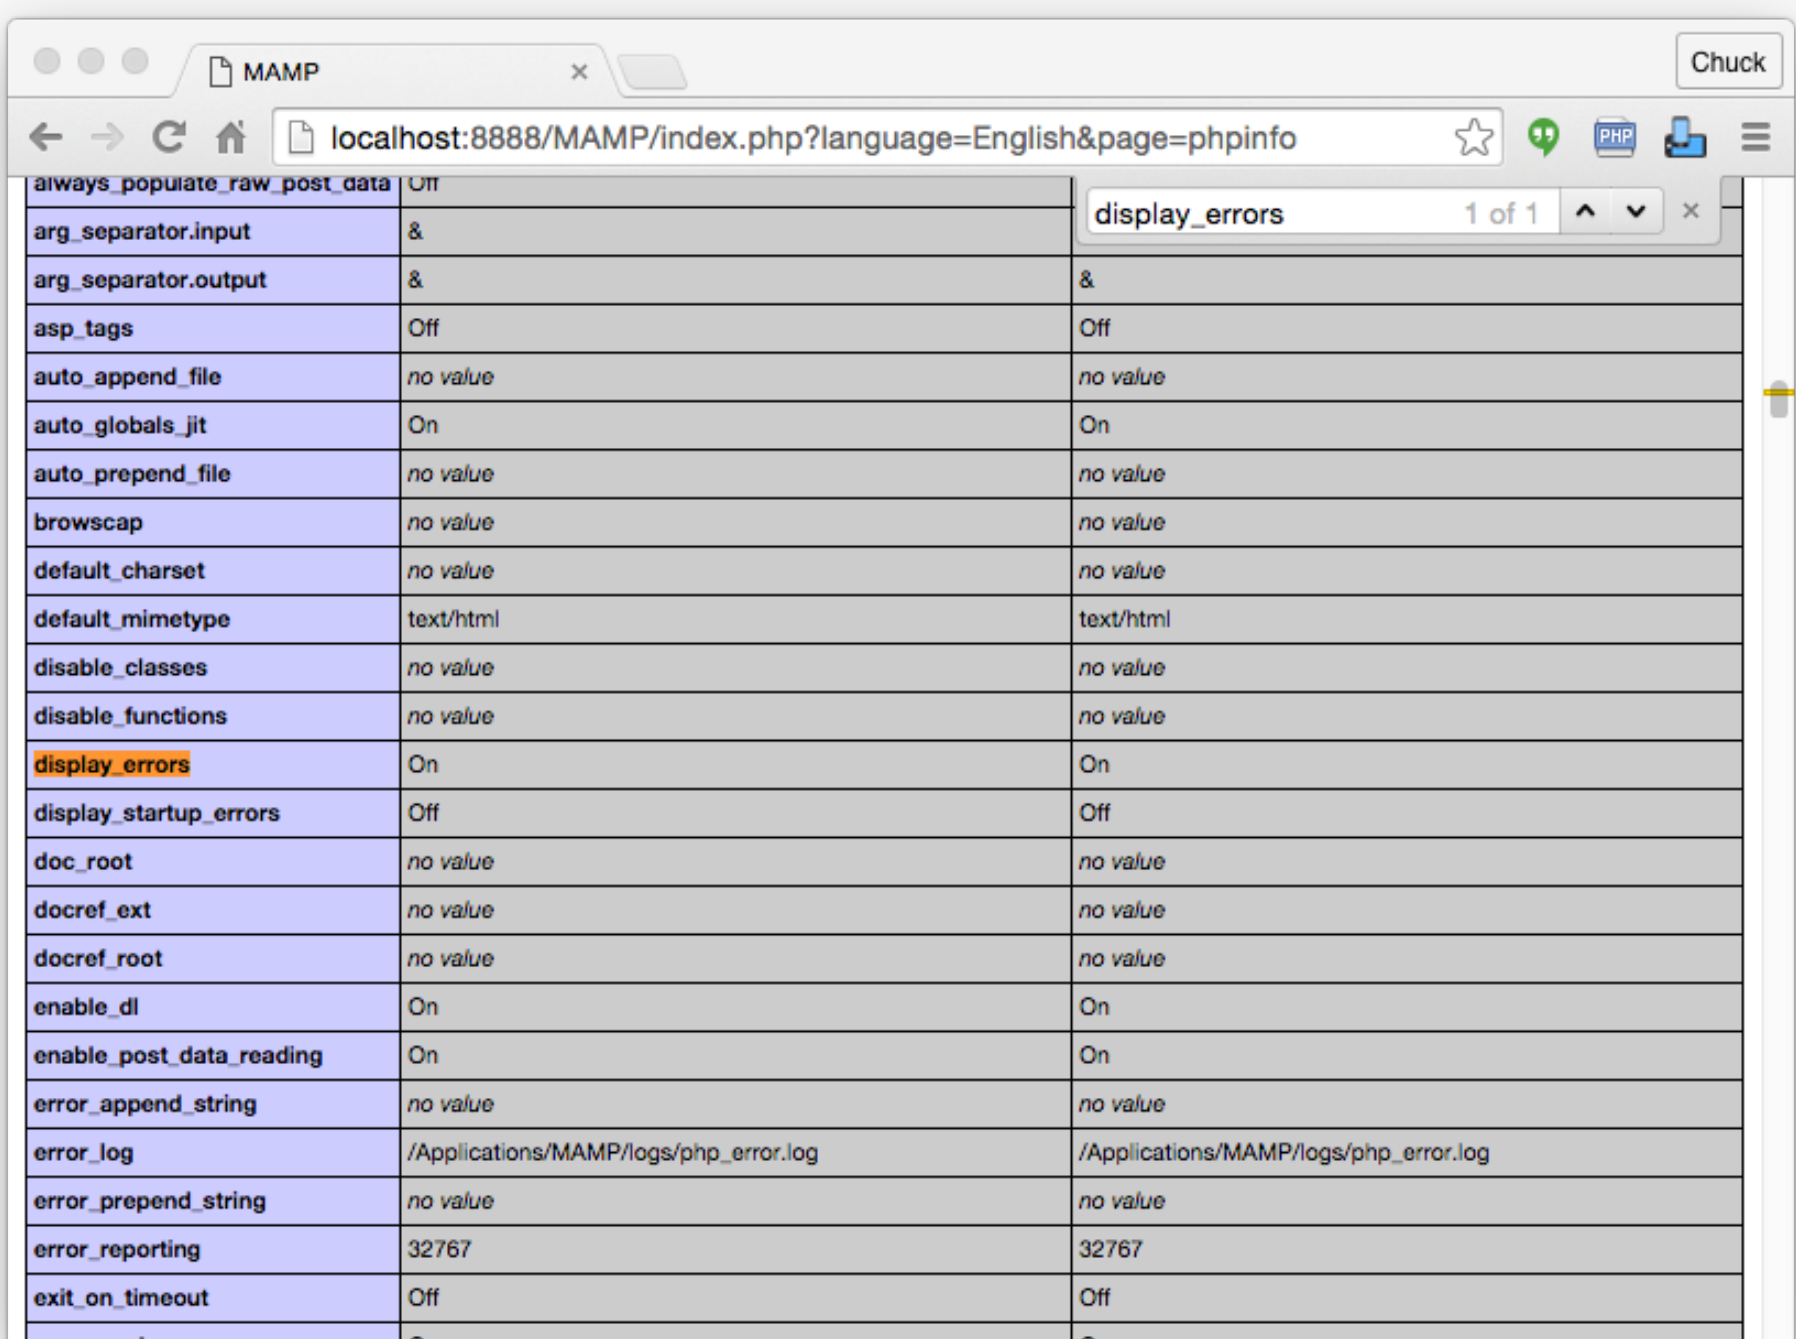 MAMP
Chuck
localhost:8888/MAMP/index.php?language=English&page=phpinfo
PHP
display_errors 1 of 1
always_populate_raw_post_data Off
arg_separator.input &
arg_separator.output & &
asp_tags Off Off
auto_append_file no value no value
auto_globals_jit On On
auto_prepend_file no value no value
browscap no value no value
default_charset no value no value
default_mimetype text/html text/html
disable_classes no value no value
disable_functions no value no value
display_errors On On
display_startup_errors Off Off
doc_root no value no value
docref_ext no value no value
docref_root no value no value
enable_dl On On
enable_post_data_reading On On
error_append_string no value no value
error_log /Applications/MAMP/logs/php_error.log /Applications/MAMP/logs/php_error.log
error_prepend_string no value no value
error_reporting 32767 32767
exit_on_timeout Off Off